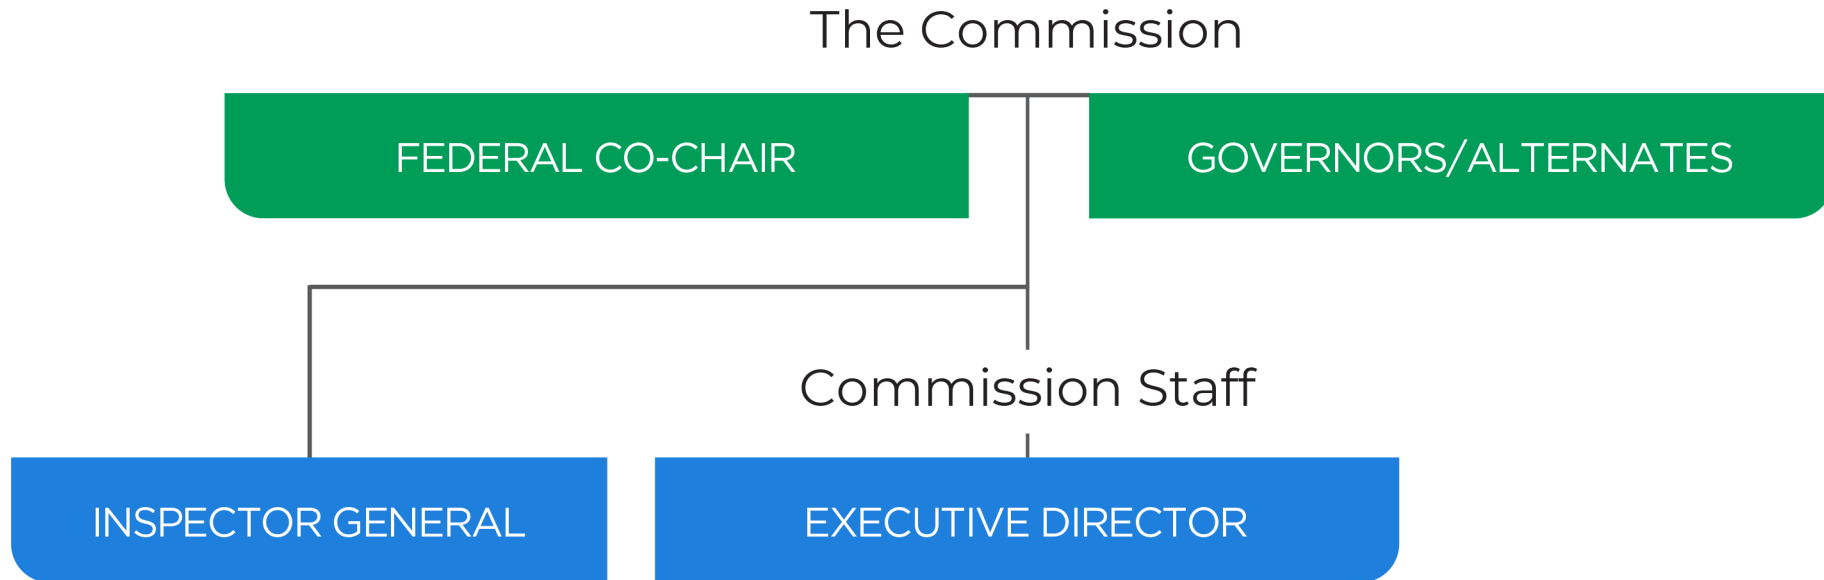 The Commission
FEDERAL CO-CHAIR
GOVERNORS/ALTERNATES
Commission Staff
INSPECTOR GENERAL
EXECUTIVE DIRECTOR